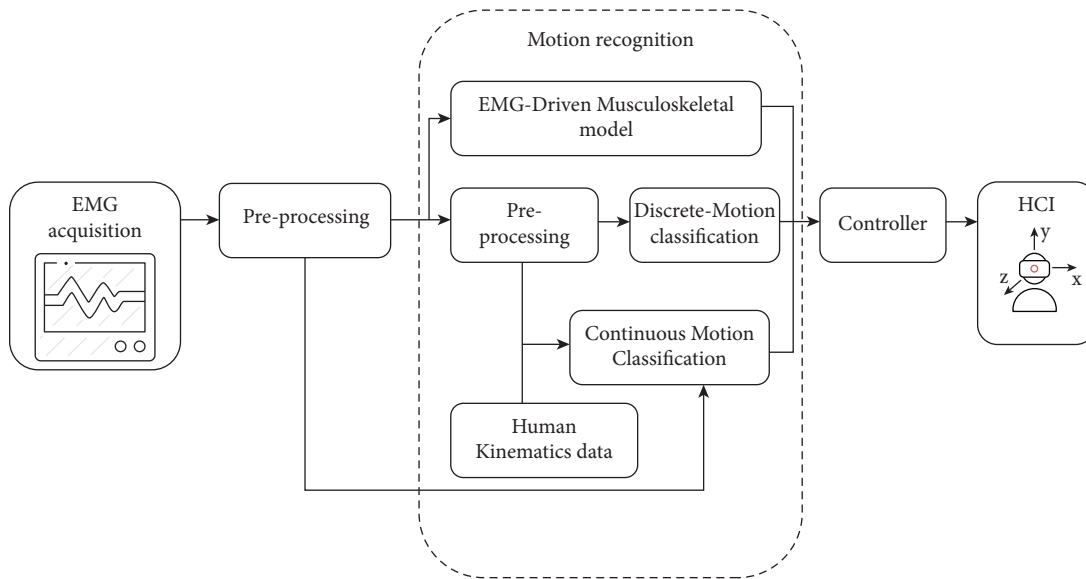 Motion recognition
EMG-Driven Musculoskeletal
model
EMG
acquisition
Pre-processing
Pre-
processing
Discrete-Motion
classification
Controller
HCI
y
x
z
Continuous Motion
Classification
Human
Kinematics data